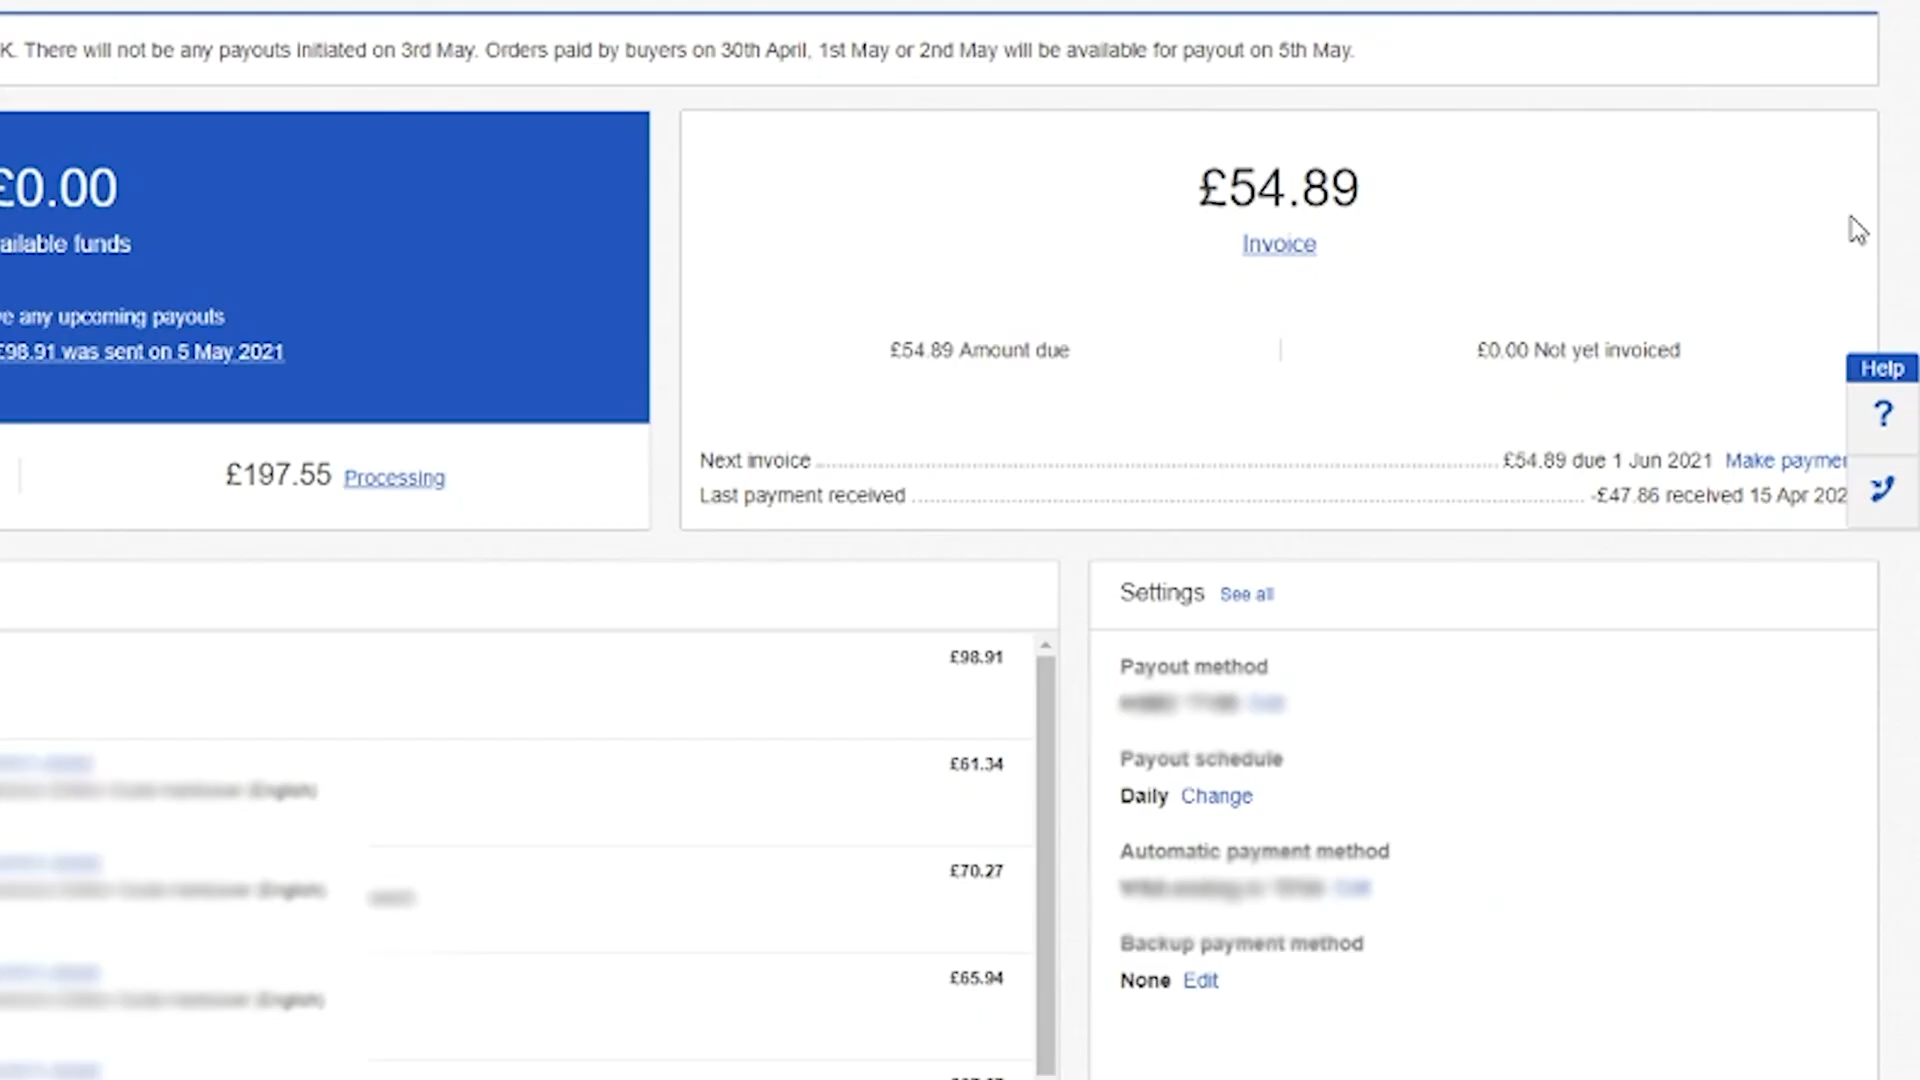 K. There will not be any payouts initiated on 3rd May. Orders paid by buyers on 30th April, 1st May or 2nd May will be available for payout on 5th May.
£0.00
ailable funds
ve any upcoming payouts
£98.91 was sent on 5 May 2021
£197.55 Processing
£54.89
Invoice
£54.89 Amount due
£0.00 Not yet invoiced
Next invoice £54.89 due 1 Jun 2021 Make paymen
Last payment received -£47.86 received 15 Apr 202
Help
?
£98.91
£61.34
(English)
£70.27
(English)
£65.94
(English)
Settings See all
Payout method
Payout schedule
Daily Change
Automatic payment method
Backup payment method
None Edit